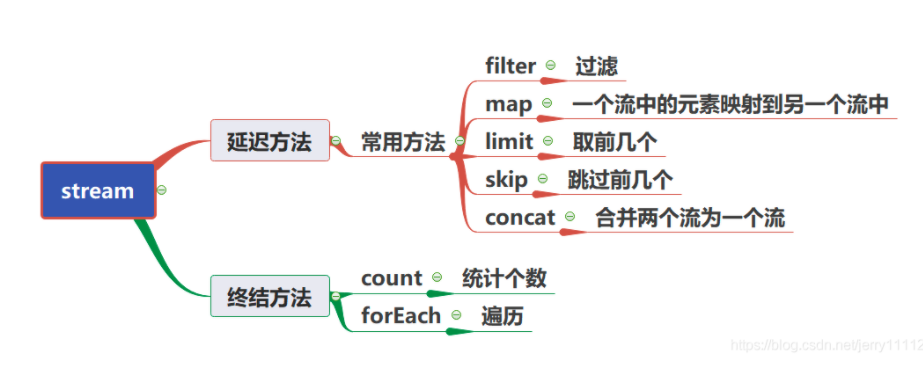 stream
延迟方法
常用方法
filter 过滤
map 一个流中的元素映射到另一个流中
limit 取前几个
skip 跳过前几个
concat 合并两个流为一个流
终结方法
count 统计个数
forEach 遍历
https://blog.csdn.net/jerry11112